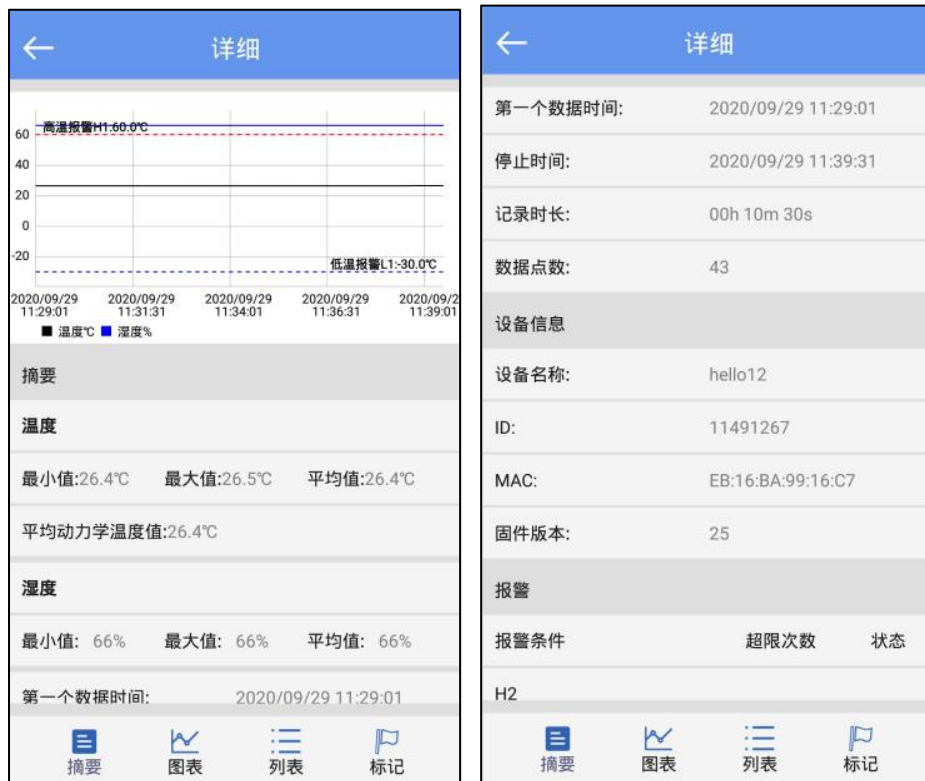 详细
高温报警H1:60.0℃
60
40
20
0
-20
低温报警L1:-30.0℃
2020/09/29 2020/09/29 2020/09/29 2020/09/29 2020/09/2
11:29:01 11:31:31 11:34:01 11:36:31 11:39:01
温度℃ 湿度%
摘要
温度
最小值:26.4℃ 最大值:26.5℃ 平均值:26.4℃
平均动力学温度值:26.4℃
湿度
最小值: 66% 最大值: 66% 平均值: 66%
第一个数据时间: 2020/09/29 11:29:01
摘要 图表 列表 标记
详细
第一个数据时间: 2020/09/29 11:29:01
停止时间: 2020/09/29 11:39:31
记录时长: 00h 10m 30s
数据点数: 43
设备信息
设备名称: hello12
ID: 11491267
MAC: EB:16:BA:99:16:C7
固件版本: 25
报警
报警条件 超限次数 状态
H2
摘要 图表 列表 标记